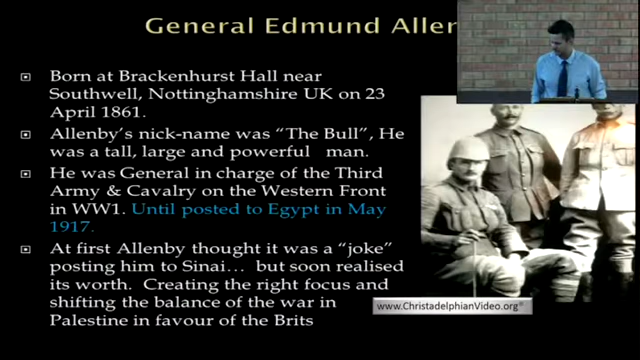 General Edmund Allen
Born at Brackenhurst Hall near
Southwell, Nottinghamshire UK on 23
April 1861.
Allenby's nick-name was "The Bull", He
was a tall, large and powerful man.
He was General in charge of the Third
Army & Cavalry on the Western Front
in WW1. Until posted to Egypt in May
1917.
At first Allenby thought it was a "joke"
posting him to Sinai... but soon realised
its worth. Creating the right focus and
shifting the balance of the war in
Palestine in favour of the Brits
www.ChristadelphianVideo.org®